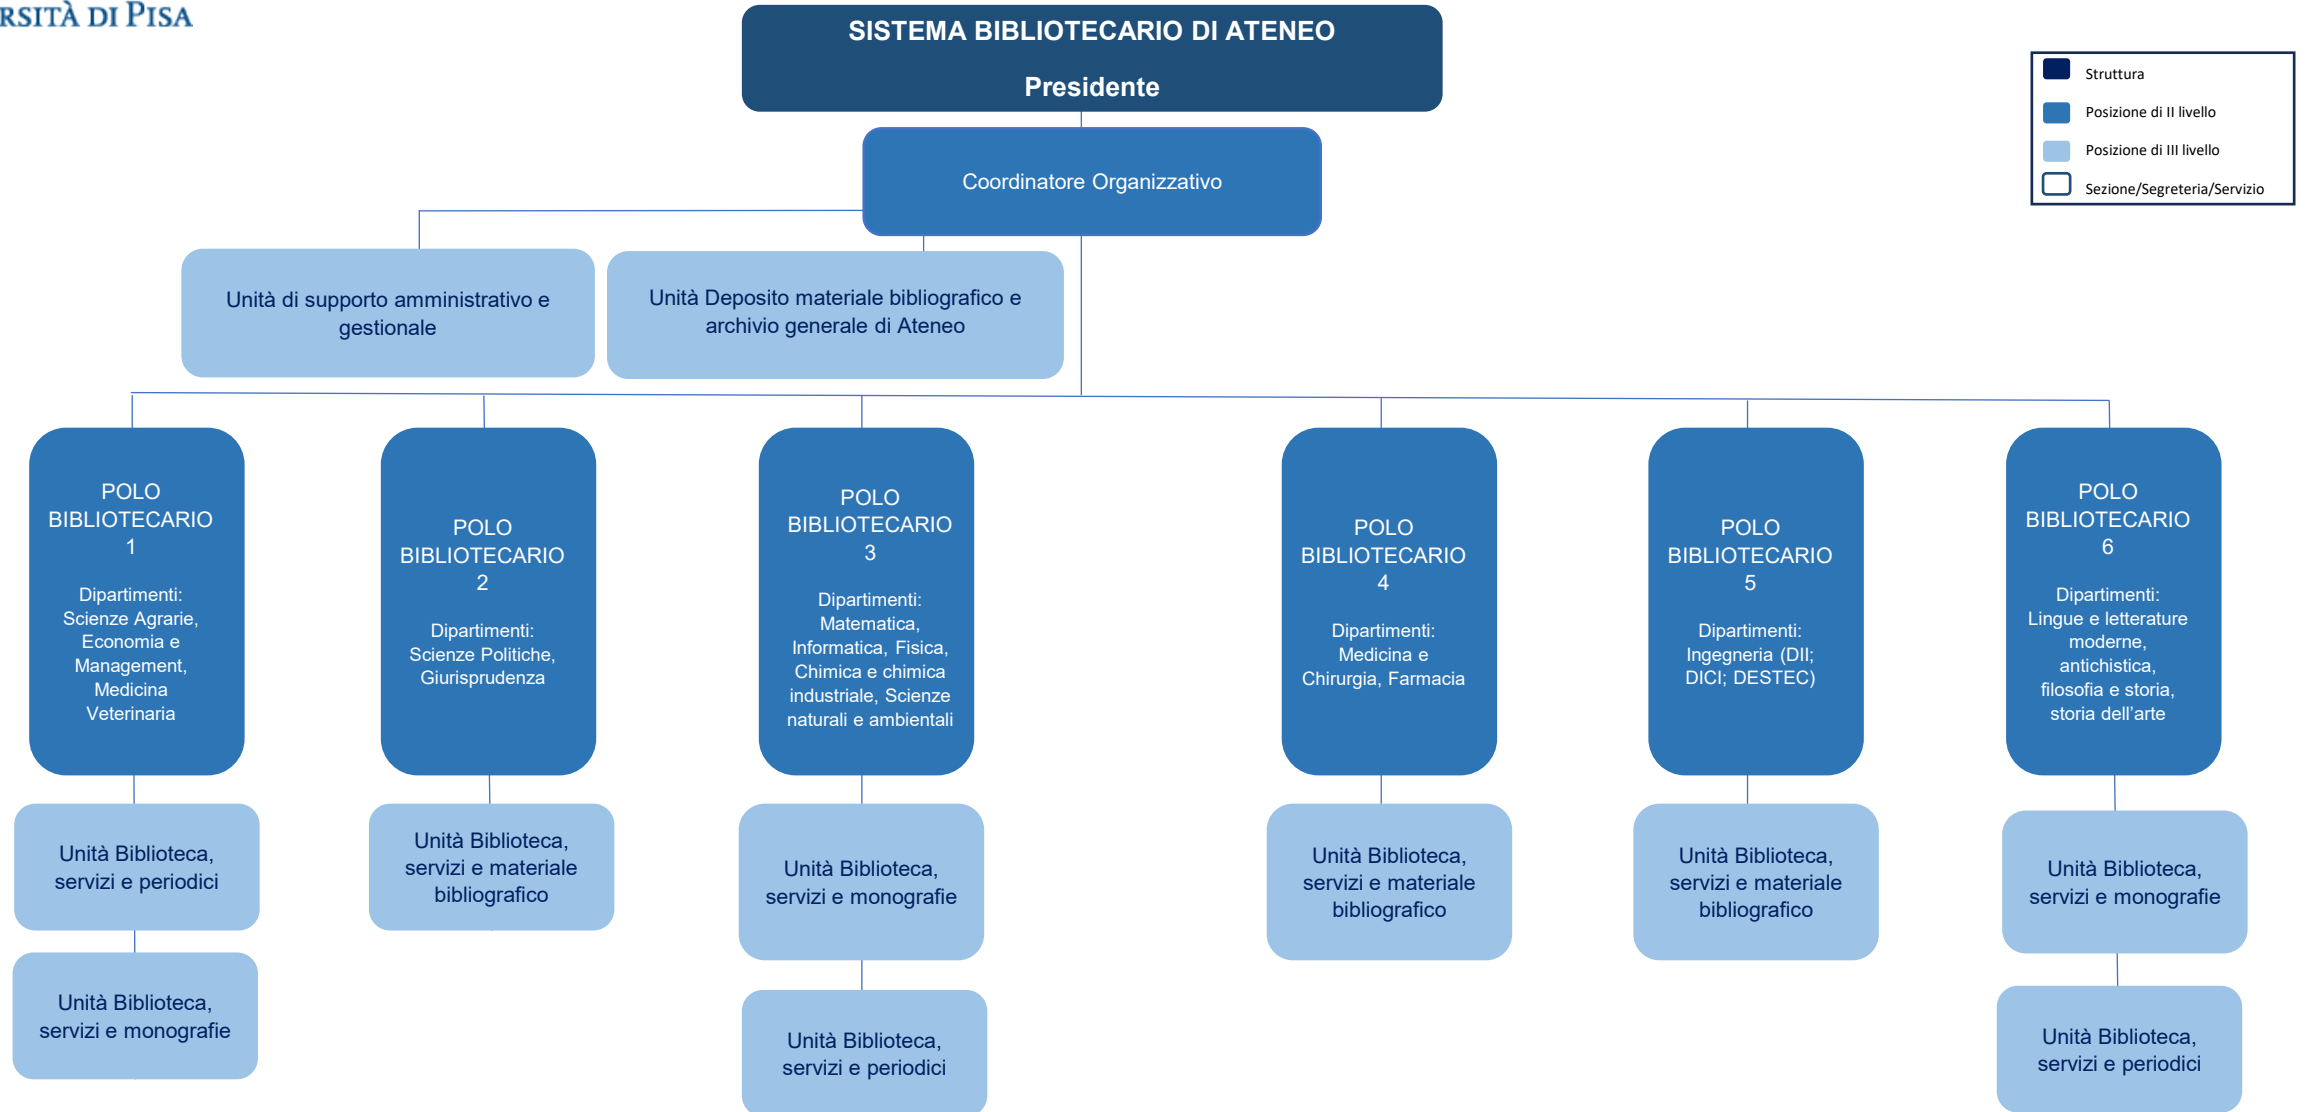 RSITÀ DI PISA
SISTEMA BIBLIOTECARIO DI ATENEO
Presidente
Struttura
Posizione di II livello
Posizione di III livello
Sezione/Segreteria/Servizio
Coordinatore Organizzativo
Unità di supporto amministrativo e
gestionale
Unità Deposito materiale bibliografico e
archivio generale di Ateneo
POLO
BIBLIOTECARIO
1
Dipartimenti:
Scienze Agrarie,
Economia e
Management,
Medicina
Veterinaria
POLO
BIBLIOTECARIO
2
Dipartimenti:
Scienze Politiche,
Giurisprudenza
POLO
BIBLIOTECARIO
3
Dipartimenti:
Matematica,
Informatica, Fisica,
Chimica e chimica
industriale, Scienze
naturali e ambientali
POLO
BIBLIOTECARIO
4
Dipartimenti:
Medicina e
Chirurgia, Farmacia
POLO
BIBLIOTECARIO
5
Dipartimenti:
Ingegneria (DII;
DICI; DESTEC)
POLO
BIBLIOTECARIO
6
Dipartimenti:
Lingue e letterature
moderne,
antichistica,
filosofia e storia,
storia dell’arte
Unità Biblioteca,
servizi e periodici
Unità Biblioteca,
servizi e materiale
bibliografico
Unità Biblioteca,
servizi e monografie
Unità Biblioteca,
servizi e materiale
bibliografico
Unità Biblioteca,
servizi e materiale
bibliografico
Unità Biblioteca,
servizi e monografie
Unità Biblioteca,
servizi e monografie
Unità Biblioteca,
servizi e periodici
Unità Biblioteca,
servizi e periodici